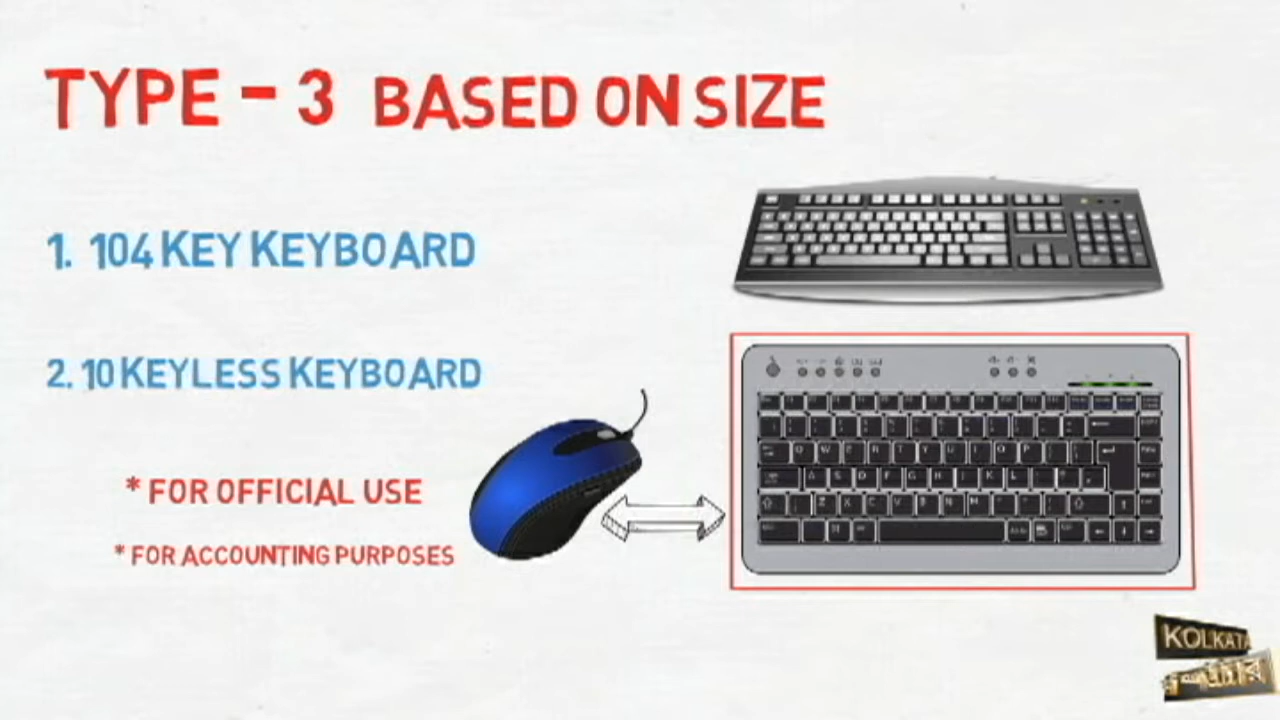 TYPE - 3 BASED ON SIZE
1. 104 KEY KEYBOARD
2. 10 KEYLESS KEYBOARD
* FOR OFFICIAL USE
* FOR ACCOUNTING PURPOSES
KOLKATA